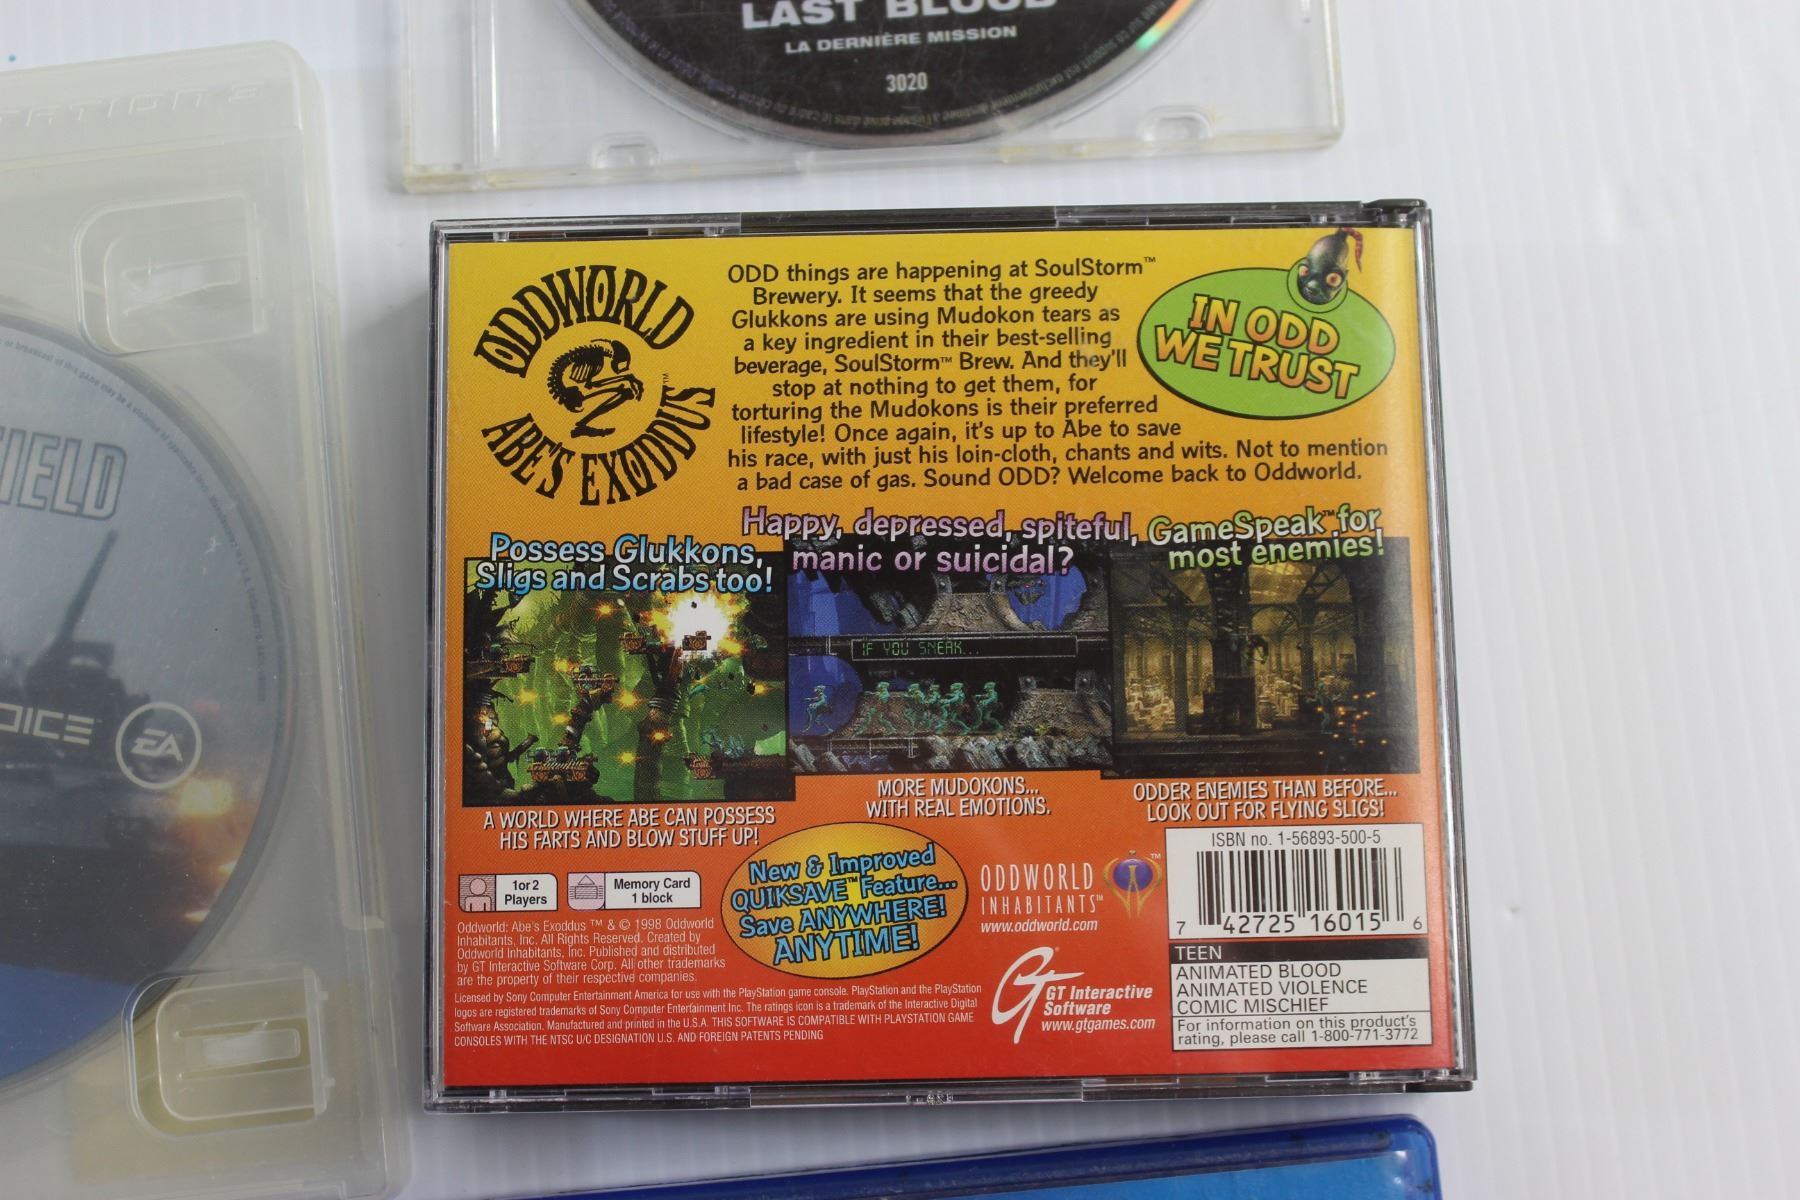 LAST BLOOD
LA DERNIÈRE MISSION
3020
IELD
DICE
EA
ODDWORLD
ABE'S EXODDUS™
ODD things are happening at SoulStorm™
Brewery. It seems that the greedy
Glukkons are using Mudokon tears as
a key ingredient in their best-selling
beverage, SoulStorm™ Brew. And they'll
stop at nothing to get them, for
torturing the Mudokons is their preferred
lifestyle! Once again, it's up to Abe to save
his race, with just his loin-cloth, chants and wits. Not to mention
a bad case of gas. Sound ODD? Welcome back to Oddworld.
IN ODD
WE TRUST
Possess Glukkons,
Sligs and Scrabs too!
Happy, depressed, spiteful,
manic or suicidal?
GameSpeak™ for
most enemies!
IF YOU SNEAK...
A WORLD WHERE ABE CAN POSSESS
HIS FARTS AND BLOW STUFF UP!
MORE MUDOKONS...
WITH REAL EMOTIONS.
ODDER ENEMIES THAN BEFORE...
LOOK OUT FOR FLYING SLIGS!
1 or 2
Players
Memory Card
1 block
New & Improved
QUIKSAVE™ Feature...
Save ANYWHERE!
ANYTIME!
ODDWORLD
INHABITANTS™
www.oddworld.com
GT Interactive
Software
www.gtgames.com
ISBN no. 1-56893-500-5
7 42725 16015 6
TEEN
ANIMATED BLOOD
ANIMATED VIOLENCE
COMIC MISCHIEF
For information on this product's
rating, please call 1-800-771-3772
Oddworld: Abe's Exoddus ™ & © 1998 Oddworld
Inhabitants, Inc. All Rights Reserved. Created by
Oddworld Inhabitants, Inc. Published and distributed
by GT Interactive Software Corp. All other trademarks
are the property of their respective companies.
Licensed by Sony Computer Entertainment America for use with the PlayStation game console. PlayStation and the PlayStation
logos are registered trademarks of Sony Computer Entertainment Inc. The ratings icon is a trademark of the Interactive Digital
Software Association. Manufactured and printed in the U.S.A. THIS SOFTWARE IS COMPATIBLE WITH PLAYSTATION GAME
CONSOLES WITH THE NTSC U/C DESIGNATION U.S. AND FOREIGN PATENTS PENDING